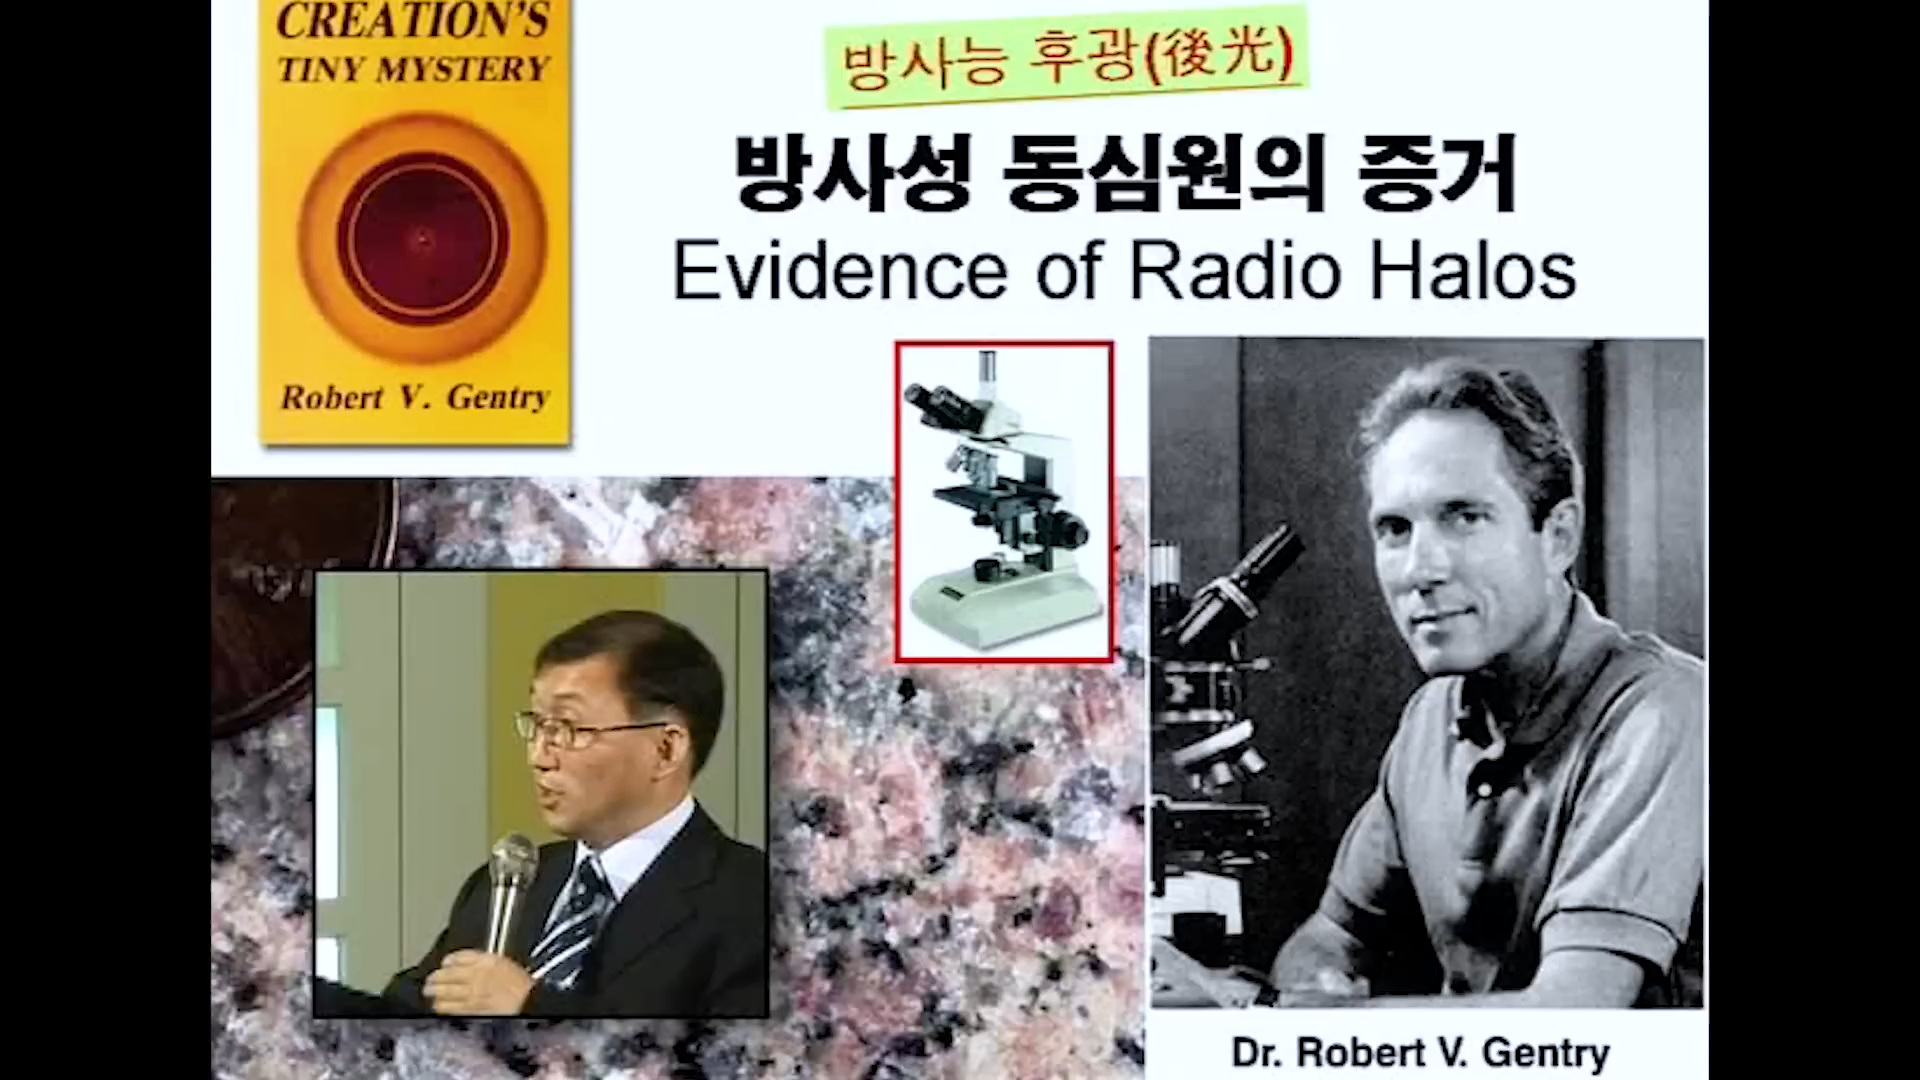 CREATION'S
TINY MYSTERY
Robert V. Gentry
방사능 후광(後光)
방사성 동심원의 증거
Evidence of Radio Halos
Dr. Robert V. Gentry